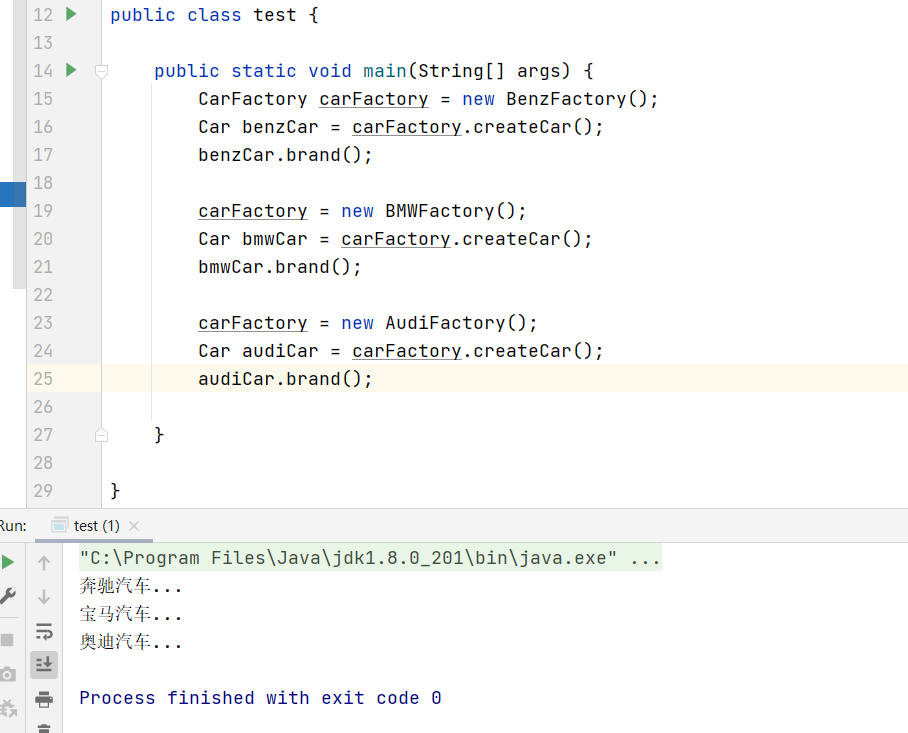 12 public class test {
13
14 public static void main(String[] args) {
15 CarFactory carFactory = new BenzFactory();
16 Car benzCar = carFactory.createCar();
17 benzCar.brand();
18
19 carFactory = new BMWFactory();
20 Car bmwCar = carFactory.createCar();
21 bmwCar.brand();
22
23 carFactory = new AudiFactory();
24 Car audiCar = carFactory.createCar();
25 audiCar.brand();
26
27 }
28
29 }
Run: test (1)
"C:\Program Files\Java\jdk1.8.0_201\bin\java.exe" ...
奔驰汽车...
宝马汽车...
奥迪汽车...
Process finished with exit code 0